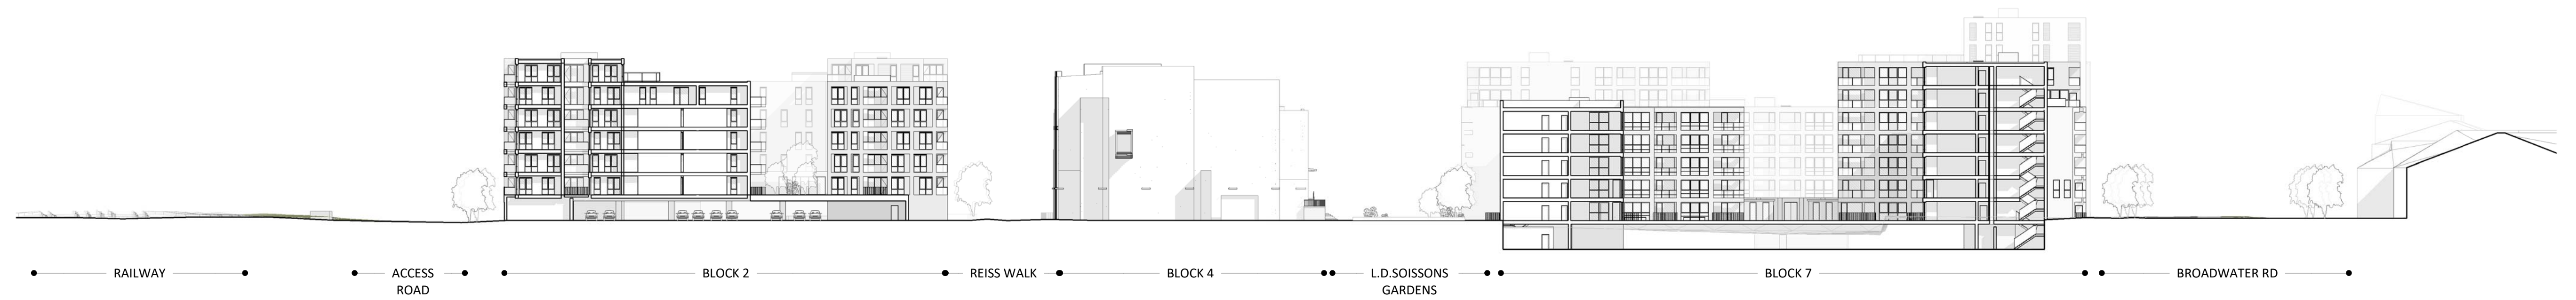 RAILWAY
ACCESS
ROAD
BLOCK 2
REISS WALK
BLOCK 4
L.D.SOISSONS
GARDENS
BLOCK 7
BROADWATER RD